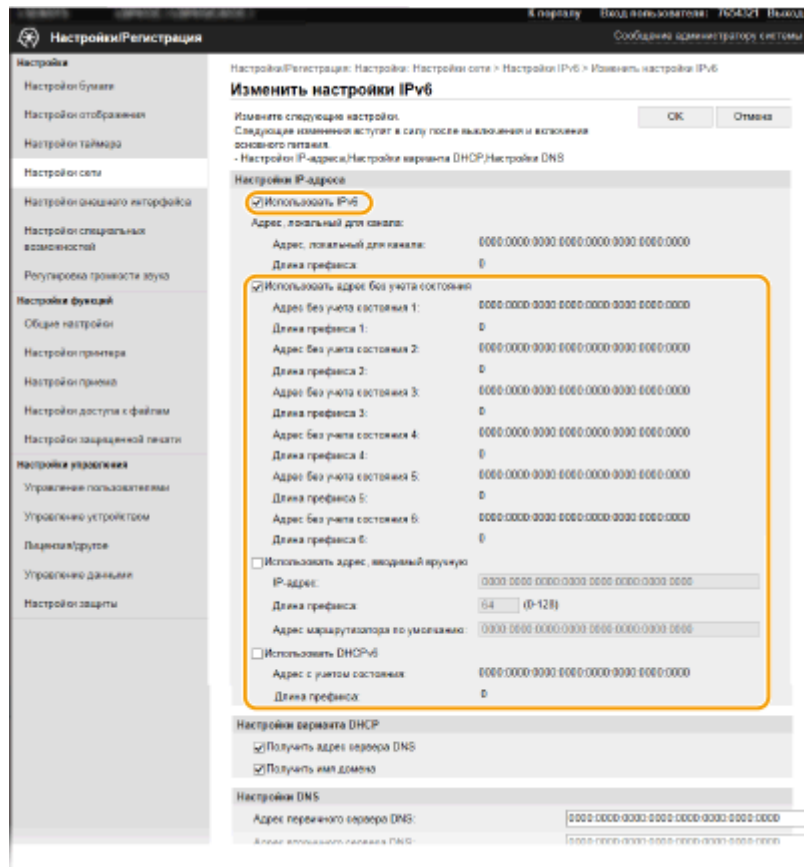 К порталу Вход пользователя: 7654321 Выход
Настройки/Регистрация
Сообщение администратору системы
Настройки
Настройки бумаги
Настройки отображения
Настройки таймера
Настройки сети
Настройки внешнего интерфейса
Настройки специальных
возможностей
Регулировка громкости звука
Настройки функций
Общие настройки
Настройки принтера
Настройки приема
Настройки доступа к файлам
Настройки защищенной печати
Настройки управления
Управление пользователями
Управление устройством
Лицензия/другое
Управление данными
Настройки защиты
Настройки/Регистрация: Настройки: Настройки сети > Настройки IPv6 > Изменить настройки IPv6
Изменить настройки IPv6
Измените следующие настройки.
Следующие изменения вступят в силу после выключения и включения
основного питания.
- Настройки IP-адреса,Настройки варианта DHCP,Настройки DNS
OK Отмена
Настройки IP-адреса
Использовать IPv6
Адрес, локальный для канала:
Адрес, локальный для канала: 0000:0000:0000:0000:0000:0000:0000:0000
Длина префикса: 0
Использовать адрес без учета состояния
Адрес без учета состояния 1: 0000:0000:0000:0000:0000:0000:0000:0000
Длина префикса 1: 0
Адрес без учета состояния 2: 0000:0000:0000:0000:0000:0000:0000:0000
Длина префикса 2: 0
Адрес без учета состояния 3: 0000:0000:0000:0000:0000:0000:0000:0000
Длина префикса 3: 0
Адрес без учета состояния 4: 0000:0000:0000:0000:0000:0000:0000:0000
Длина префикса 4: 0
Адрес без учета состояния 5: 0000:0000:0000:0000:0000:0000:0000:0000
Длина префикса 5: 0
Адрес без учета состояния 6: 0000:0000:0000:0000:0000:0000:0000:0000
Длина префикса 6: 0
Использовать адрес, вводимый вручную
IP-адрес: 0000:0000:0000:0000:0000:0000:0000:0000
Длина префикса: 64 (0-128)
Адрес маршрутизатора по умолчанию: 0000:0000:0000:0000:0000:0000:0000:0000
Использовать DHCPv6
Адрес с учетом состояния: 0000:0000:0000:0000:0000:0000:0000:0000
Длина префикса: 0
Настройки варианта DHCP
Получить адрес сервера DNS
Получить имя домена
Настройки DNS
Адрес первичного сервера DNS: 0000:0000:0000:0000:0000:0000:0000:0000
Адрес вторичного сервера DNS: 0000:0000:0000:0000:0000:0000:0000:0000